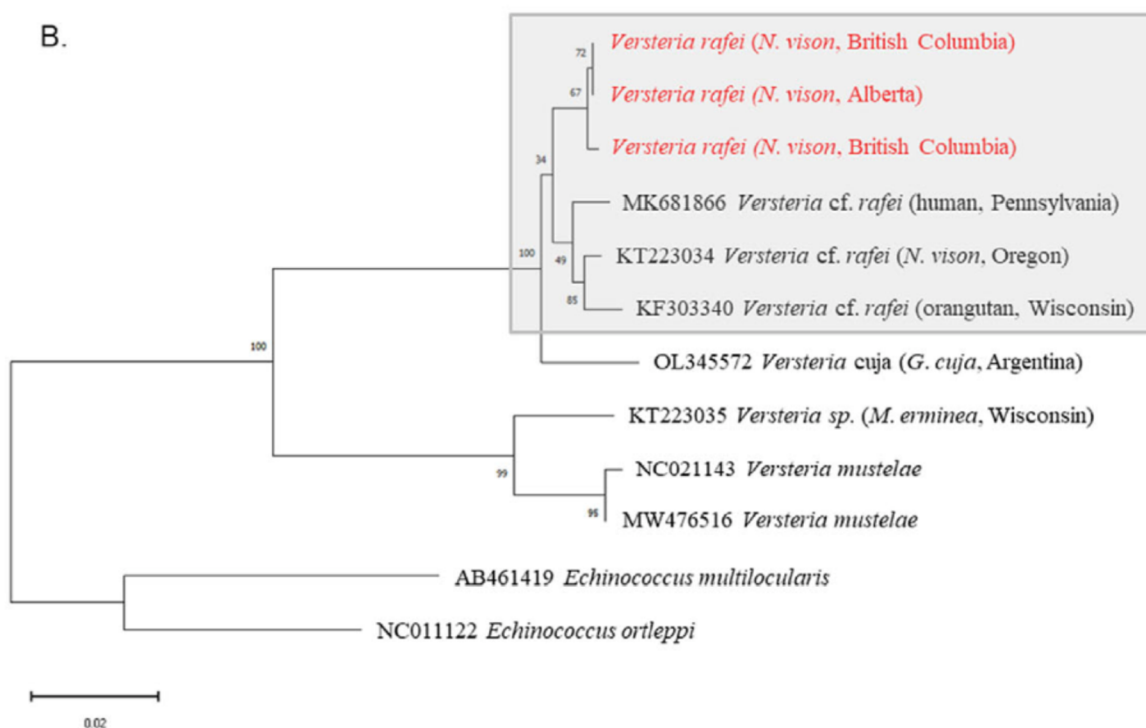 B.
Versteria rafei (N. vison, British Columbia)
72
Versteria rafei (N. vison, Alberta)
67
Versteria rafei (N. vison, British Columbia)
34
MK681866 Versteria cf. rafei (human, Pennsylvania)
100
49
KT223034 Versteria cf. rafei (N. vison, Oregon)
85
KF303340 Versteria cf. rafei (orangutan, Wisconsin)
100
OL345572 Versteria cuja (G. cuja, Argentina)
KT223035 Versteria sp. (M. erminea, Wisconsin)
99
NC021143 Versteria mustelae
95
MW476516 Versteria mustelae
AB461419 Echinococcus multilocularis
NC011122 Echinococcus ortleppi
0.02